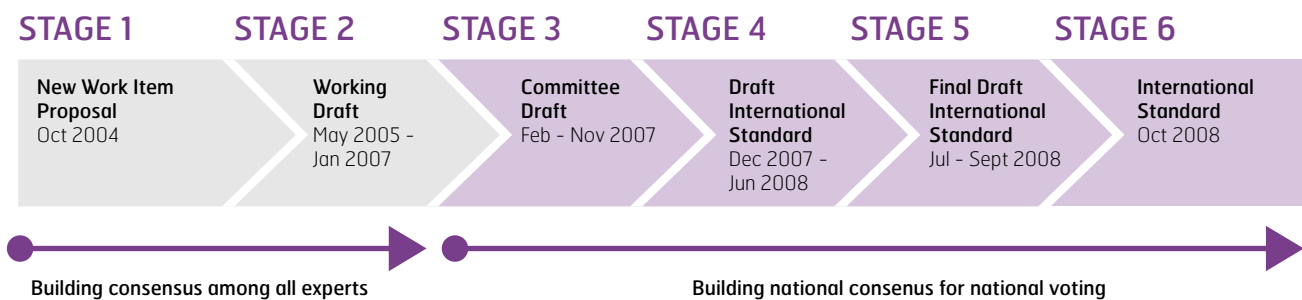 STAGE 1
STAGE 2
STAGE 3
STAGE 4
STAGE 5
STAGE 6
New Work Item
Proposal
Oct 2004
Working
Draft
May 2005 -
Jan 2007
Committee
Draft
Feb - Nov 2007
Draft
International
Standard
Dec 2007 -
Jun 2008
Final Draft
International
Standard
Jul - Sept 2008
International
Standard
Oct 2008
Building consensus among all experts
Building national consenus for national voting